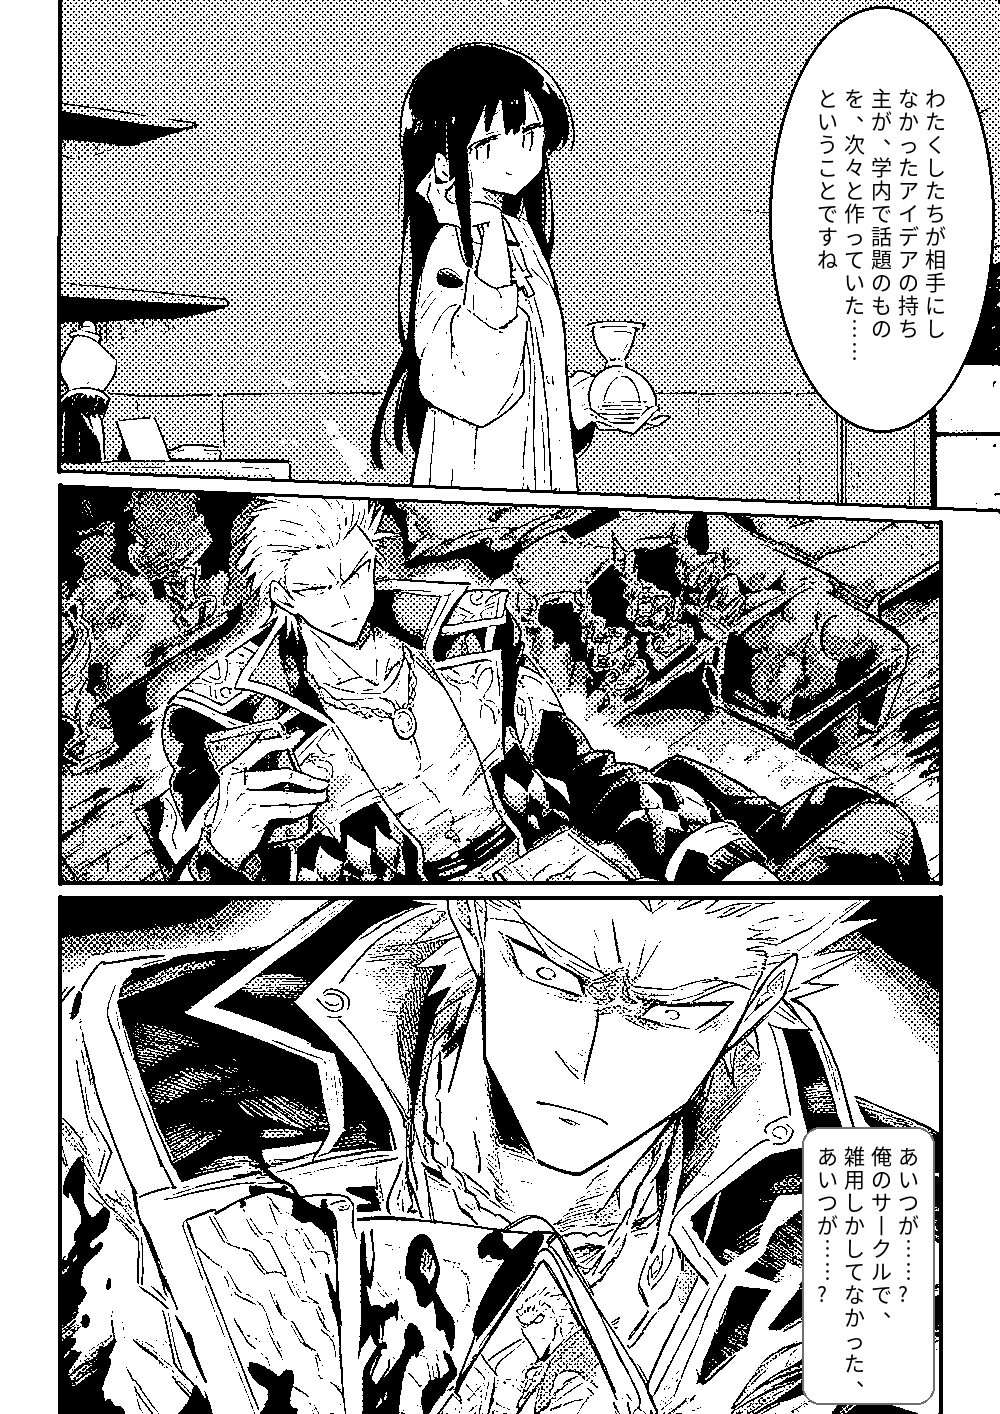 わたくしたちが相手にし
なかったアイデアの持ち
主が、学内で話題のもの
を、次々と作っていた……
ということですね
あいつが……?
俺のサークルで、
雑用しかしてなかった、
あいつが……?